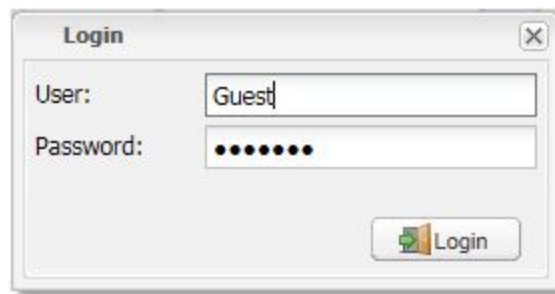 Login
User: Guest
Password: •••••••
Login